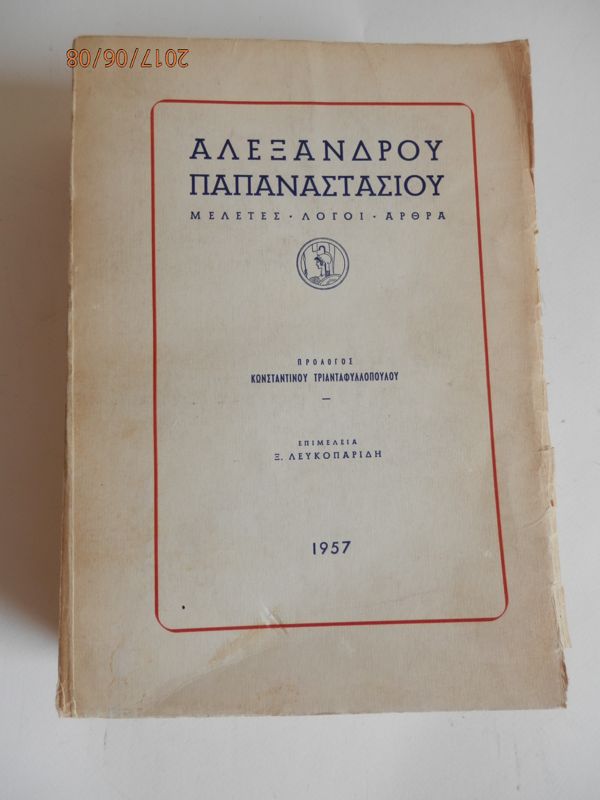 2017/06/08
ΑΛΕΞΑΝΔΡΟΥ
ΠΑΠΑΝΑΣΤΑΣΙΟΥ
ΜΕΛΕΤΕΣ · ΛΟΓΟΙ · ΑΡΘΡΑ
ΠΡΟΛΟΓΟΣ
ΚΩΝΣΤΑΝΤΙΝΟΥ ΤΡΙΑΝΤΑΦΥΛΛΟΠΟΥΛΟΥ
—
ΕΠΙΜΕΛΕΙΑ
Ξ. ΛΕΥΚΟΠΑΡΙΔΗ
1957